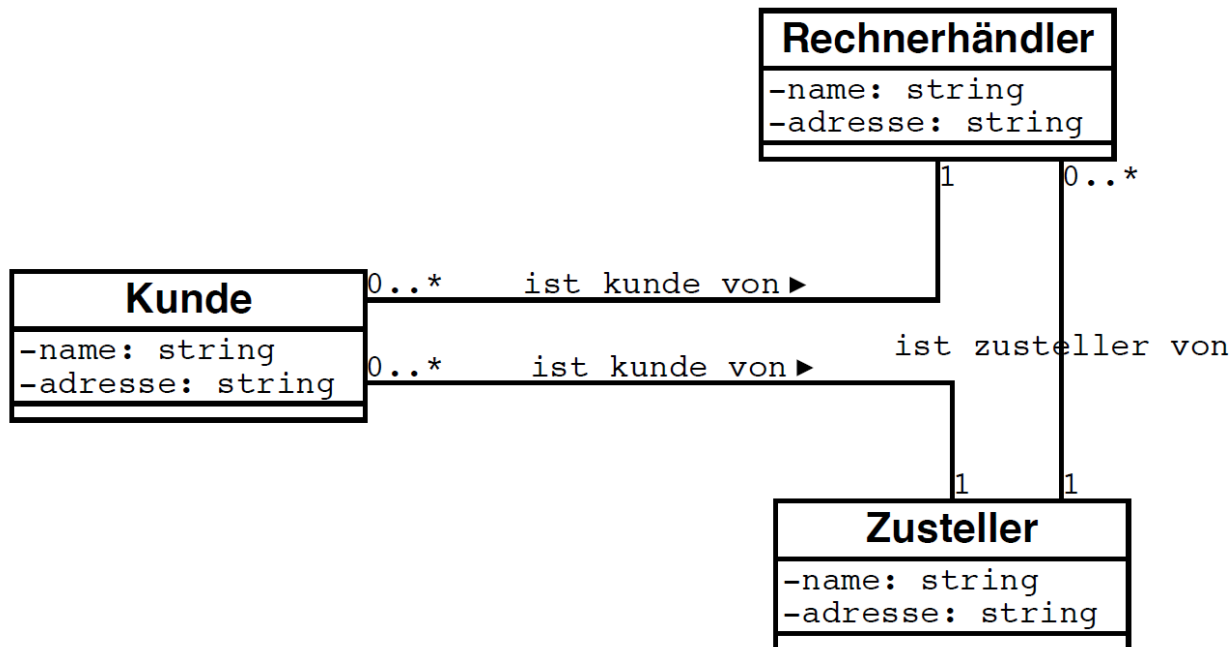 Rechnerhändler
-name: string
-adresse: string
1
0..*
0..* ist kunde von ►
Kunde
-name: string
-adresse: string
0..* ist kunde von ►
ist zusteller von
1
1
Zusteller
-name: string
-adresse: string